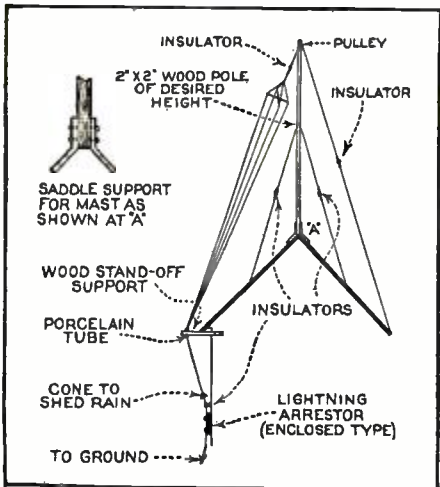 INSULATOR
PULLEY
2"X2" WOOD POLE
OF DESIRED
HEIGHT
INSULATOR
SADDLE SUPPORT
FOR MAST AS
SHOWN AT "A"
"A"
WOOD STAND-OFF
SUPPORT
INSULATORS
PORCELAIN
TUBE
CONE TO
SHED RAIN
LIGHTNING
ARRESTOR
(ENCLOSED TYPE)
TO GROUND